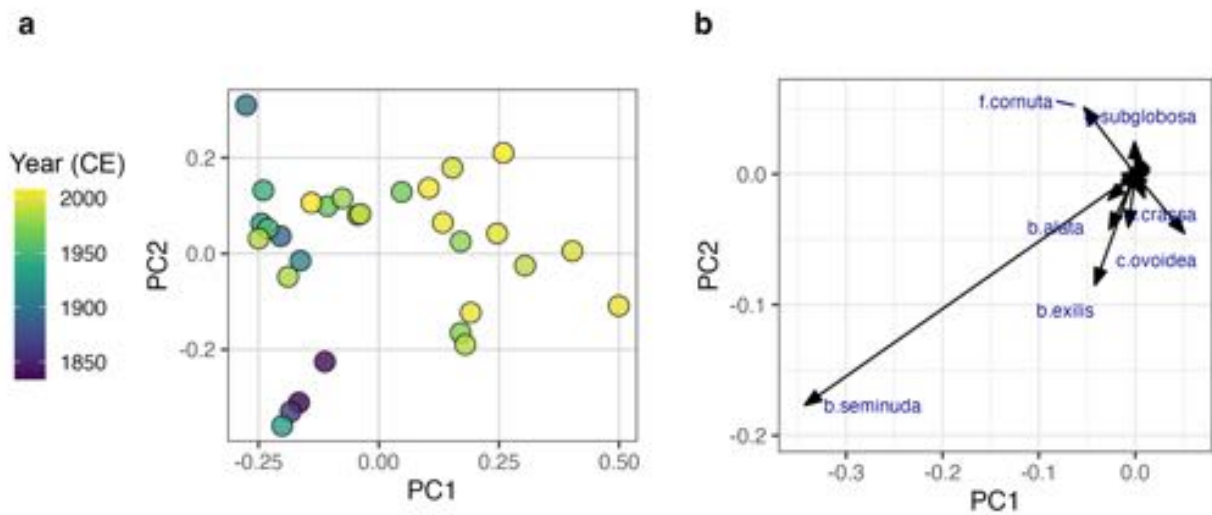 a
b
Year (CE)
2000
1950
1900
1850
PC2
0.2
0.0
-0.2
-0.25
0.00
0.25
0.50
PC1
PC2
0.0
-0.1
-0.2
f.cornuta
subglobosa
crassa
b.alata
c.ovoidea
b.exilis
b.seminuda
-0.3
-0.2
-0.1
0.0
PC1